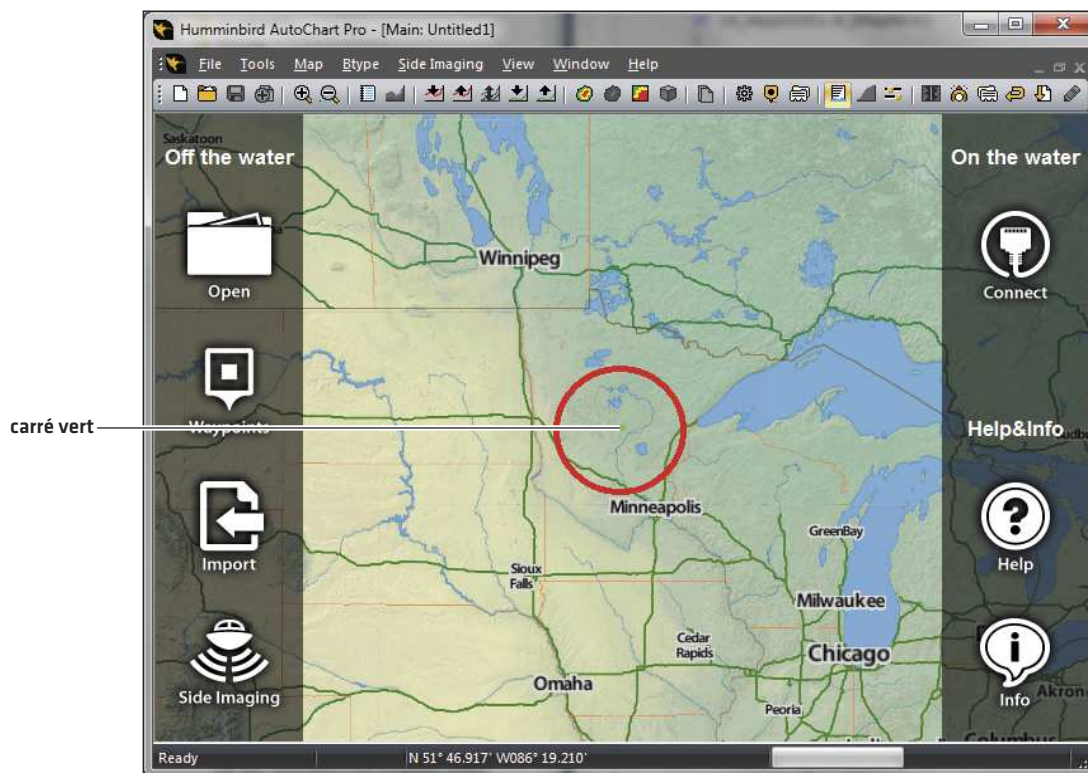 Humminbird AutoChart Pro - [Main: Untitled1]
File Tools Map Btype Side Imaging View Window Help
Saskatoon
Off the water
On the water
Winnipeg
Open
Connect
carré vert
Waypoints
Help&Info
Minneapolis
GreenBay
Import
Help
Sioux
Falls
Milwaukee
Cedar
Rapids
Chicago
Omaha
Side Imaging
Peoria
Info
Akron
Columbus
Ready
N 51° 46.917' W086° 19.210'